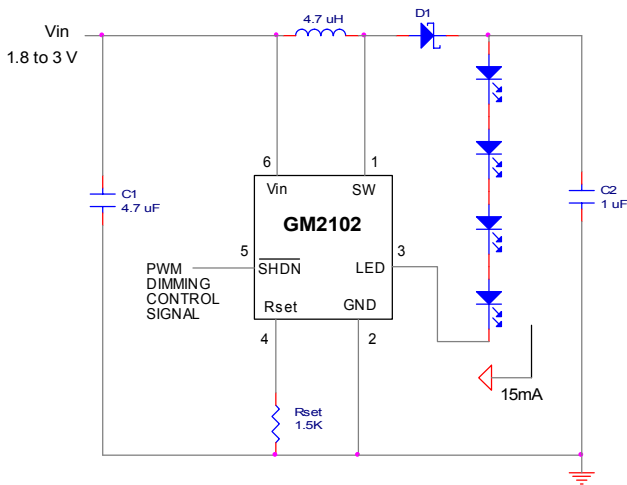 4.7 uH
D1
Vin
1.8 to 3 V
6
1
Vin
SW
C1
4.7 uF
C2
1 uF
GM2102
5
3
SHDN
LED
PWM
DIMMING
CONTROL
SIGNAL
Rset
GND
4
2
15mA
Rset
1.5K